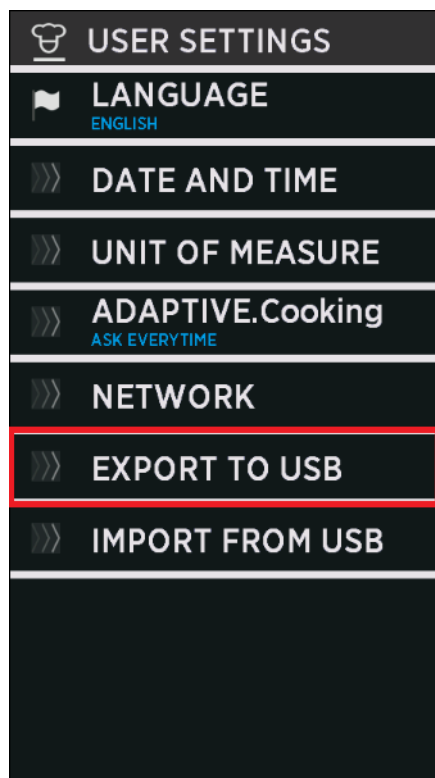 USER SETTINGS
LANGUAGE
ENGLISH
DATE AND TIME
UNIT OF MEASURE
ADAPTIVE.Cooking
ASK EVERYTIME
NETWORK
EXPORT TO USB
IMPORT FROM USB